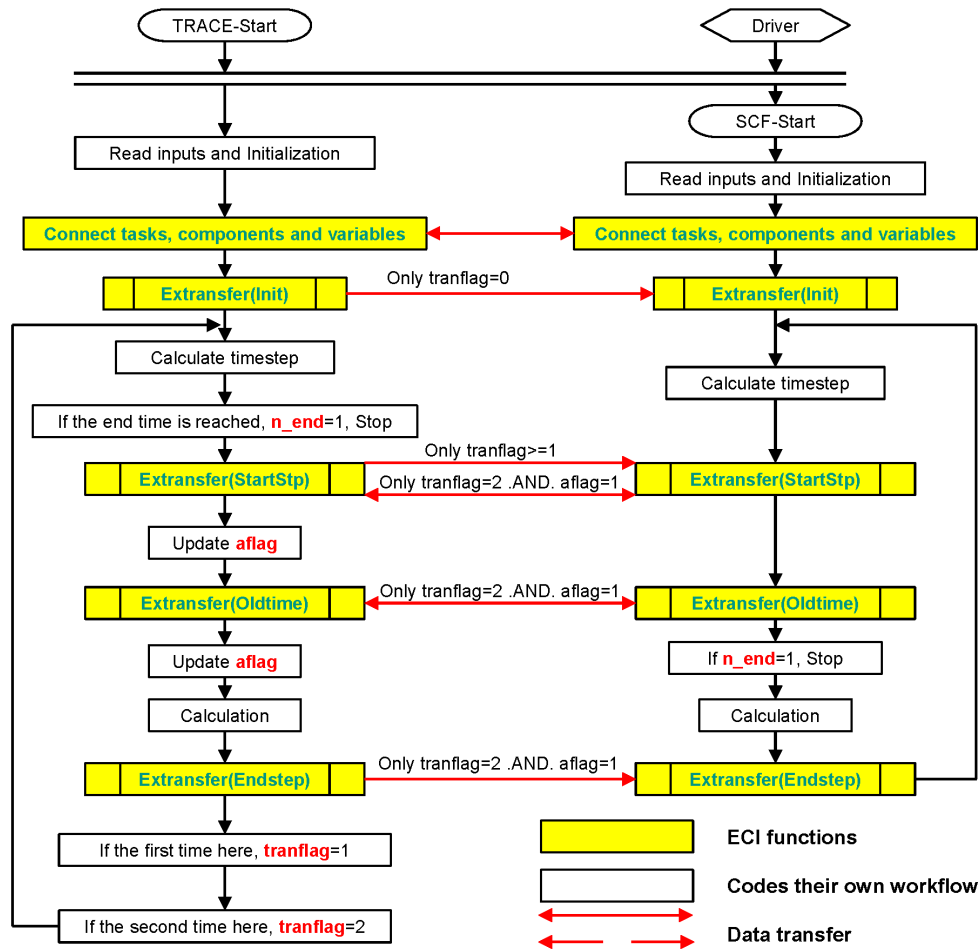 TRACE-Start
Driver
SCF-Start
Read inputs and Initialization
Read inputs and Initialization
Connect tasks, components and variables
Connect tasks, components and variables
Extransfer(Init)
Only tranflag=0
Extransfer(Init)
Calculate timestep
Calculate timestep
If the end time is reached, n_end=1, Stop
Only tranflag>=1
Extransfer(StartStp)
Only tranflag=2 .AND. aflag=1
Extransfer(StartStp)
Update aflag
Extransfer(Oldtime)
Only tranflag=2 .AND. aflag=1
Extransfer(Oldtime)
Update aflag
If n_end=1, Stop
Calculation
Calculation
Extransfer(Endstep)
Only tranflag=2 .AND. aflag=1
Extransfer(Endstep)
If the first time here, tranflag=1
ECI functions
Codes their own workflow
If the second time here, tranflag=2
Data transfer